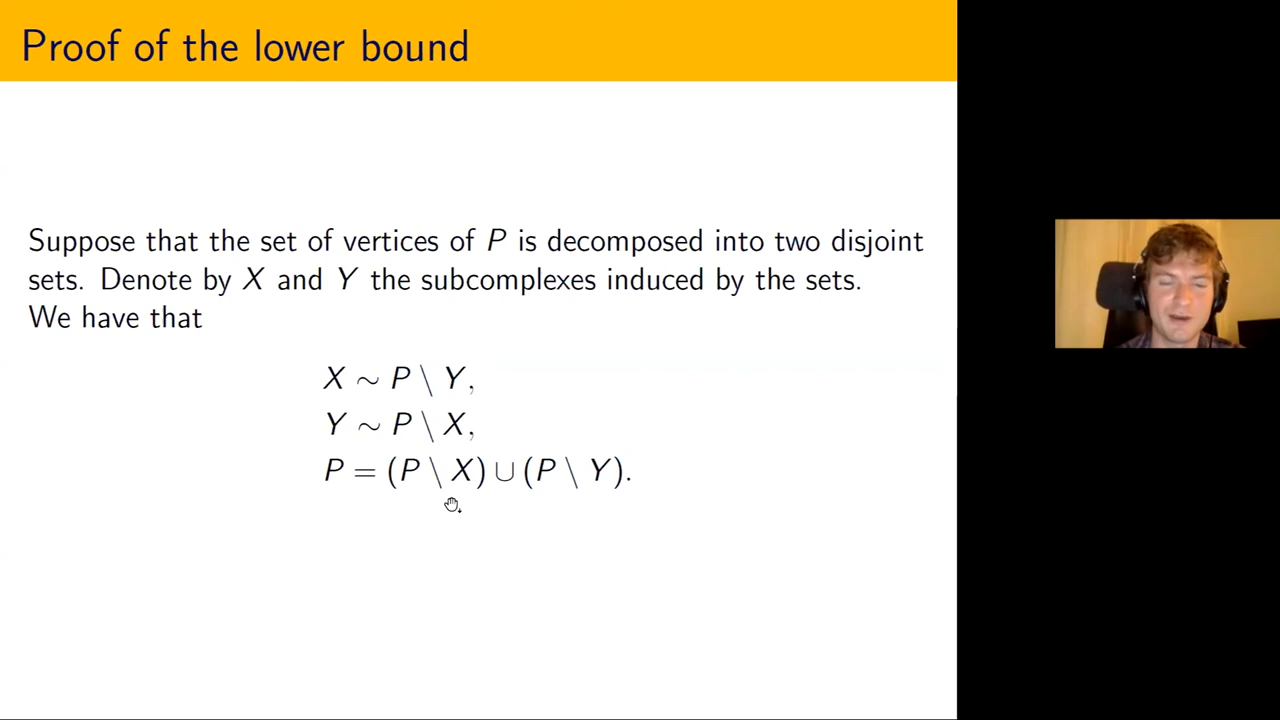 Proof of the lower bound
Suppose that the set of vertices of P is decomposed into two disjoint
sets. Denote by X and Y the subcomplexes induced by the sets.
We have that
X ∼ P \ Y,
Y ∼ P \ X,
P = (P \ X) ∪ (P \ Y).